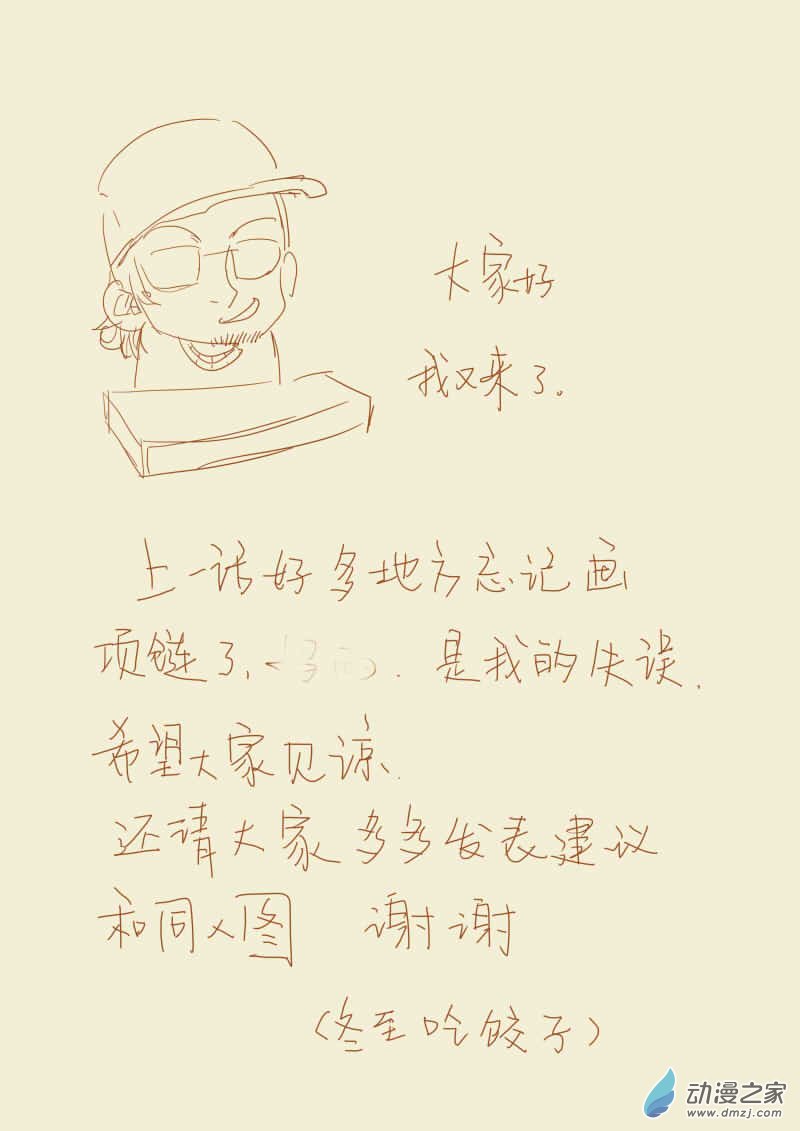 大家好
我又来了。
上一话好多地方忘记画
项链了, 是我的失误.
希望大家见谅.
还请大家多多发表建议
和同人图 谢谢
(冬至吃饺子)
动漫之家
www.dmzj.com